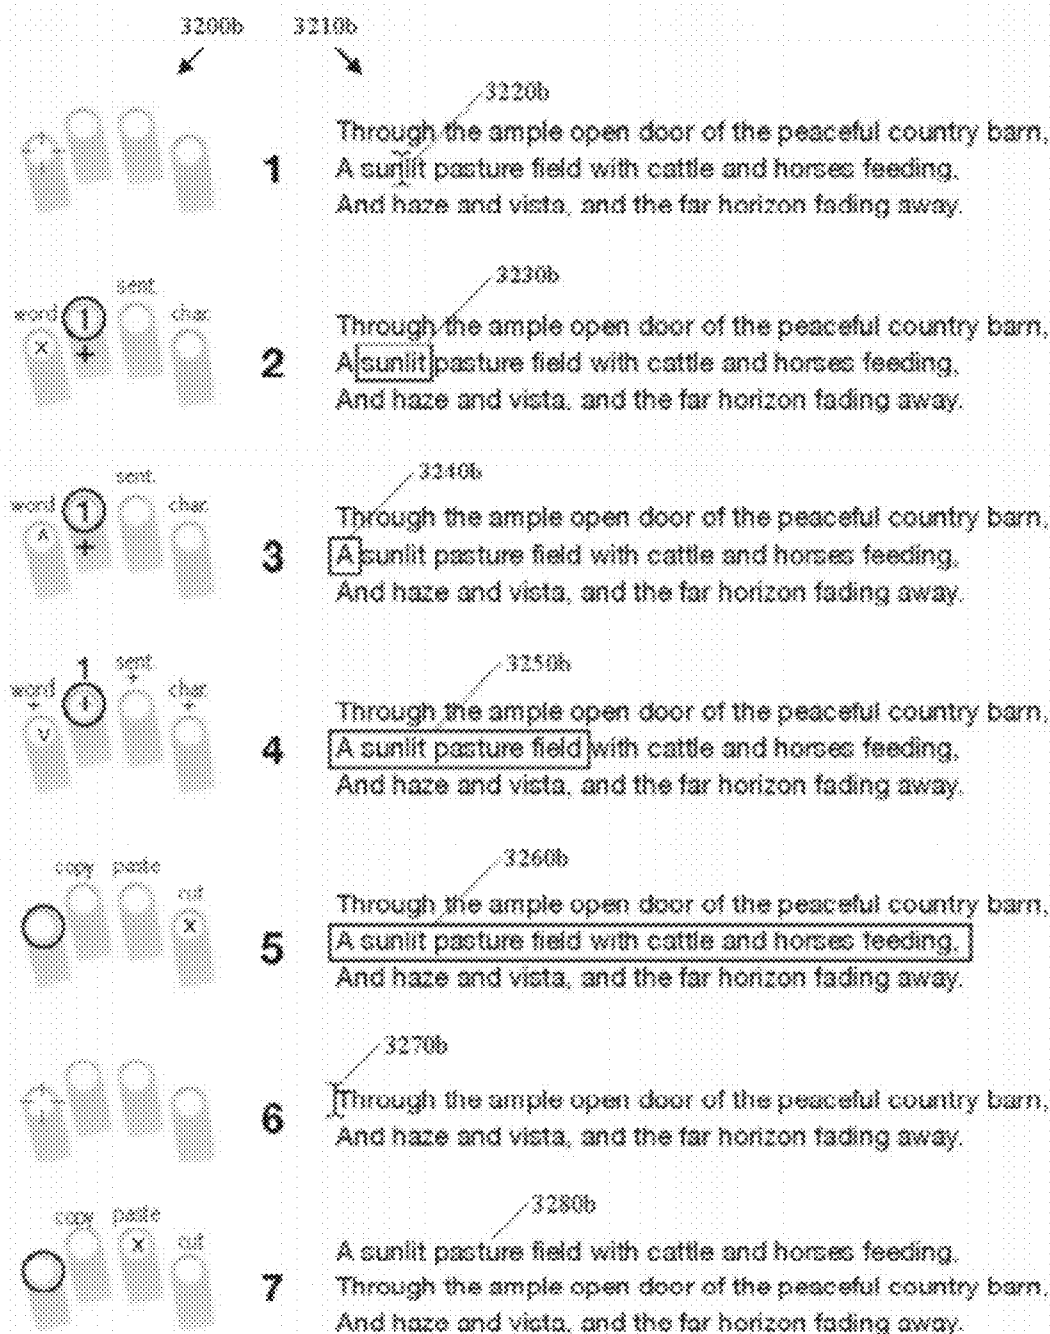 3200b 3210b
3220b
Through the ample open door of the peaceful country barn,
1 A sunlit pasture field with cattle and horses feeding,
And haze and vista, and the far horizon fading away.
3230b
sent.
word 1 char.
Through the ample open door of the peaceful country barn,
x + 2 A sunlit pasture field with cattle and horses feeding,
And haze and vista, and the far horizon fading away.
3240b
sent.
word 1 char.
Through the ample open door of the peaceful country barn,
^ + 3 A sunlit pasture field with cattle and horses feeding,
And haze and vista, and the far horizon fading away.
3250b
1 sent.
word + char.
Through the ample open door of the peaceful country barn,
v 4 A sunlit pasture field with cattle and horses feeding,
And haze and vista, and the far horizon fading away.
3260b
copy paste
cut
Through the ample open door of the peaceful country barn,
x 5 A sunlit pasture field with cattle and horses feeding,
And haze and vista, and the far horizon fading away.
3270b
Through the ample open door of the peaceful country barn,
6 And haze and vista, and the far horizon fading away.
3280b
copy paste
x cut
A sunlit pasture field with cattle and horses feeding,
7 Through the ample open door of the peaceful country barn,
And haze and vista, and the far horizon fading away.